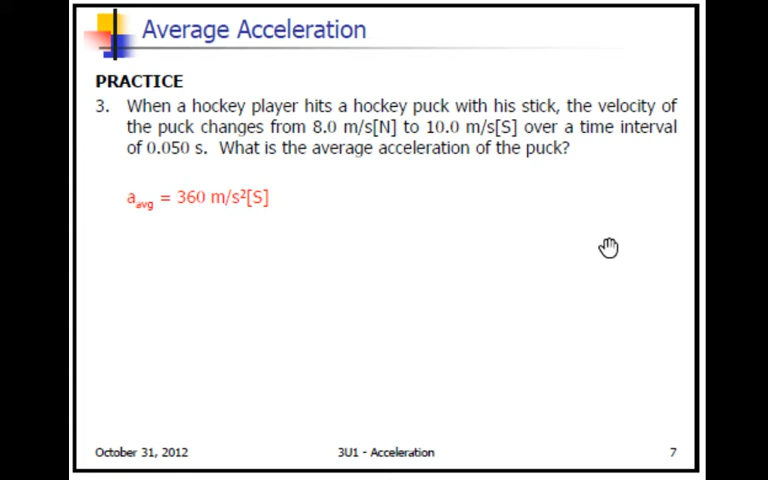 Average Acceleration
PRACTICE
3. When a hockey player hits a hockey puck with his stick, the velocity of
the puck changes from 8.0 m/s[N] to 10.0 m/s[S] over a time interval
of 0.050 s. What is the average acceleration of the puck?
aavg = 360 m/s²[S]
October 31, 2012
3U1 - Acceleration
7